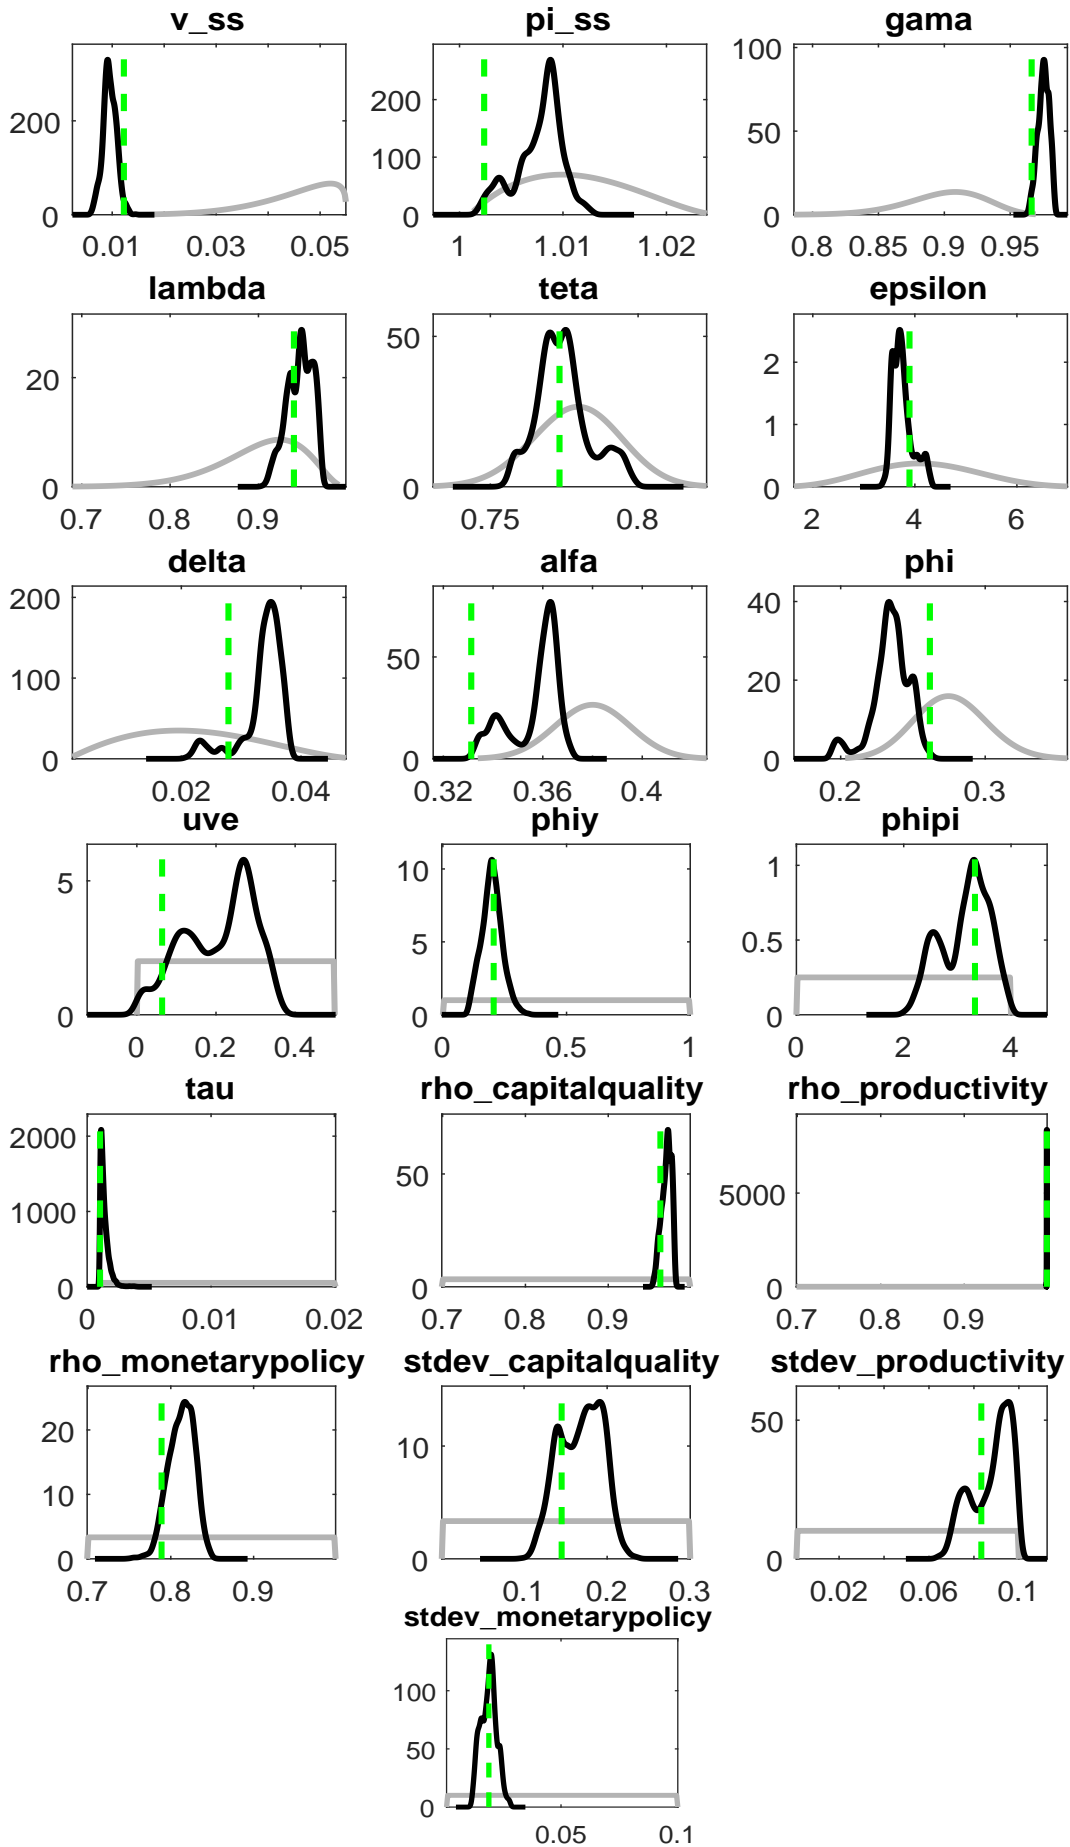 v_ss pi_ss gama
200 0 0.01 0.03 0.05
200 100 0 1 1.01 1.02
100 50 0 0.8 0.85 0.9 0.95
lambda teta epsilon
20 0 0.7 0.8 0.9
50 0 0.75 0.8
2 1 0 2 4 6
delta alfa phi
200 100 0 0.02 0.04
50 0 0.32 0.36 0.4
40 20 0 0.2 0.3
uve phiy phipi
5 0 0 0.2 0.4
10 5 0 0 0.5 1
1 0.5 0 0 2 4
tau rho_capitalquality rho_productivity
2000 1000 0 0 0.01 0.02
50 0 0.7 0.8 0.9
5000 0 0.7 0.8 0.9
rho_monetarypolicy stdev_capitalquality stdev_productivity
20 10 0 0.7 0.8 0.9
10 0 0.1 0.2 0.3
50 0 0.02 0.06 0.1
stdev_monetarypolicy
100 50 0 0.05 0.1